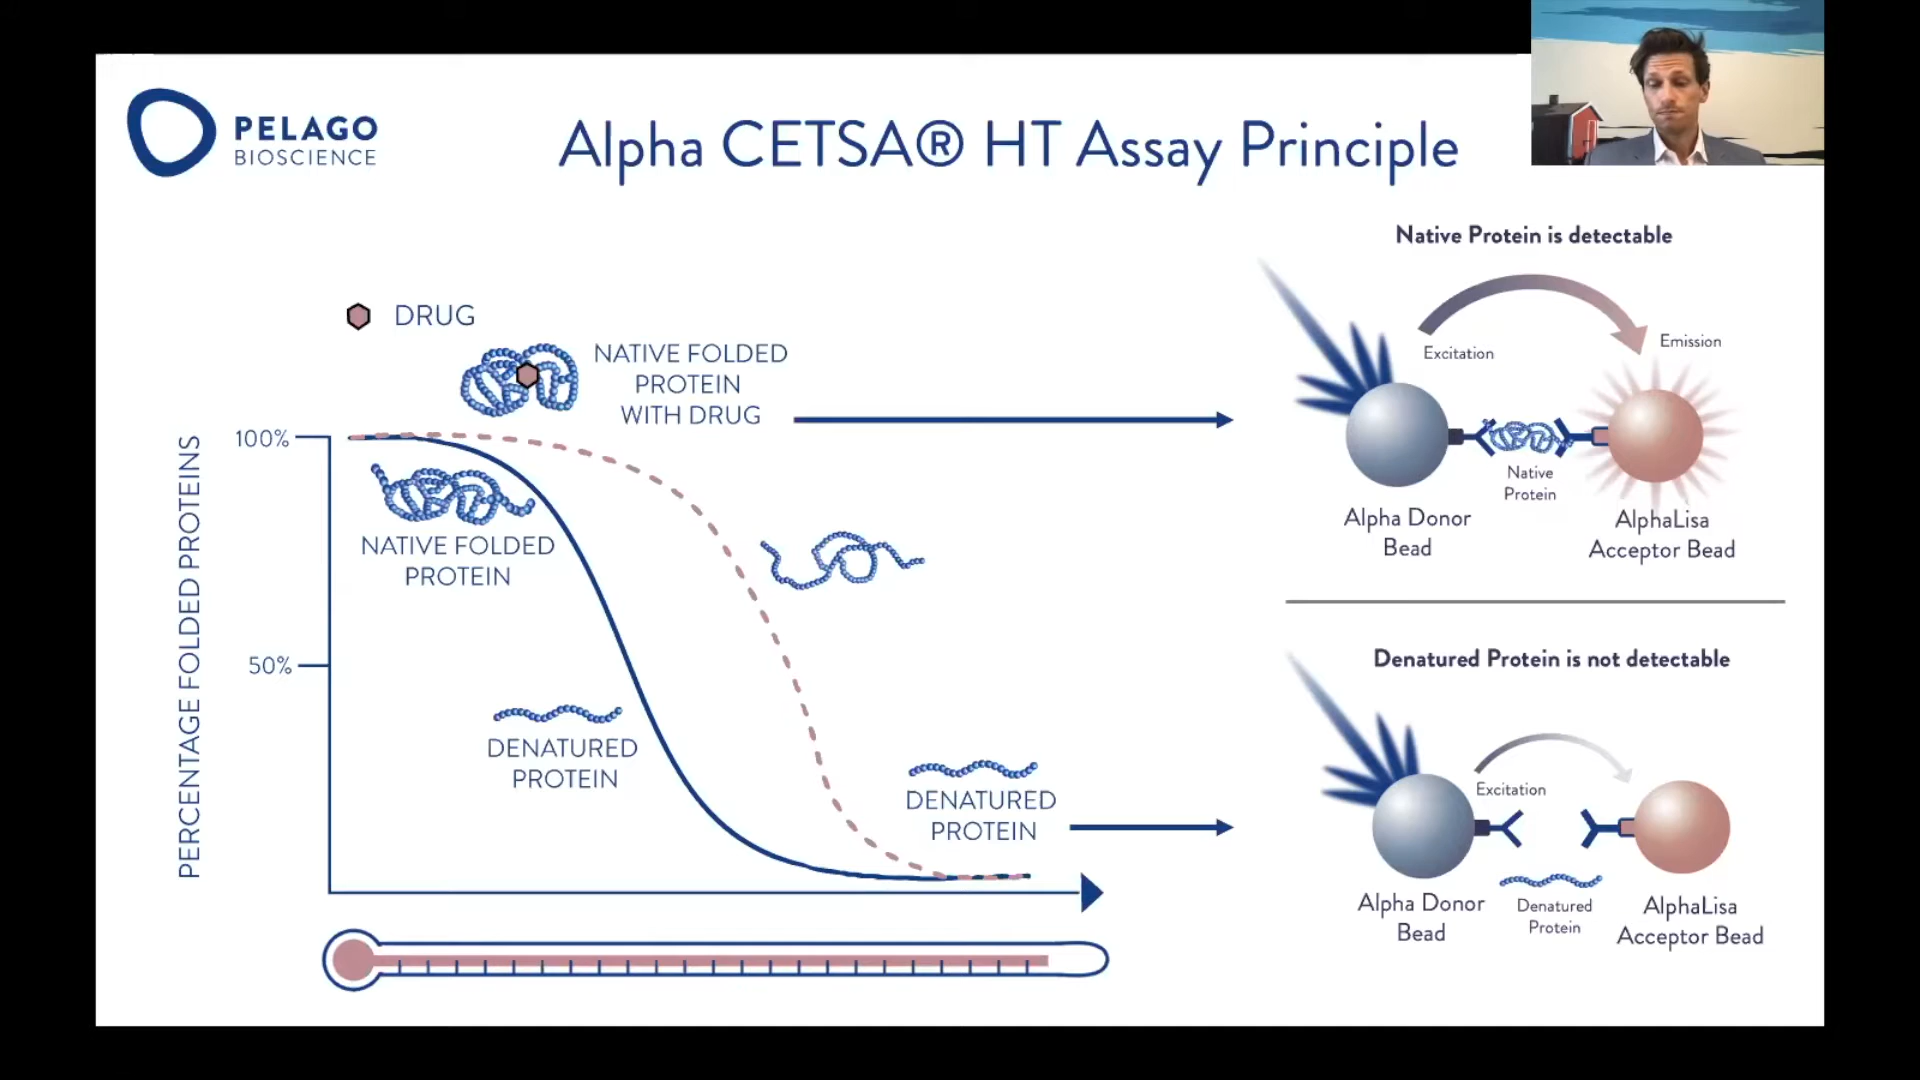 PELAGO
BIOSCIENCE
Alpha CETSA® HT Assay Principle
DRUG
NATIVE FOLDED
PROTEIN
WITH DRUG
PERCENTAGE FOLDED PROTEINS
100%
50%
NATIVE FOLDED
PROTEIN
DENATURED
PROTEIN
DENATURED
PROTEIN
Native Protein is detectable
Excitation
Emission
Native
Protein
Alpha Donor
Bead
AlphaLisa
Acceptor Bead
Denatured Protein is not detectable
Excitation
Alpha Donor
Bead
Denatured
Protein
AlphaLisa
Acceptor Bead